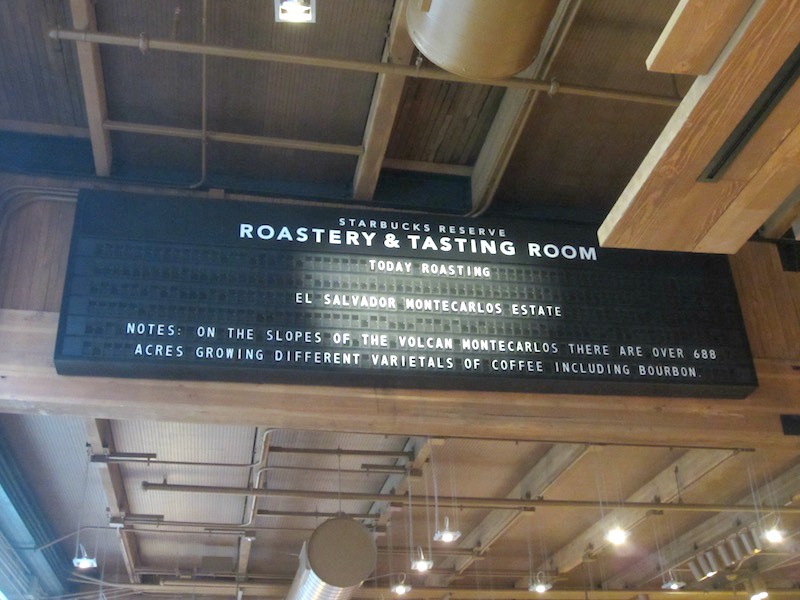 STARBUCKS RESERVE
ROASTERY & TASTING ROOM
TODAY ROASTING
EL SALVADOR MONTECARLOS ESTATE
NOTES: ON THE SLOPES OF THE VOLCAN MONTECARLOS THERE ARE OVER 688
ACRES GROWING DIFFERENT VARIETALS OF COFFEE INCLUDING BOURBON.